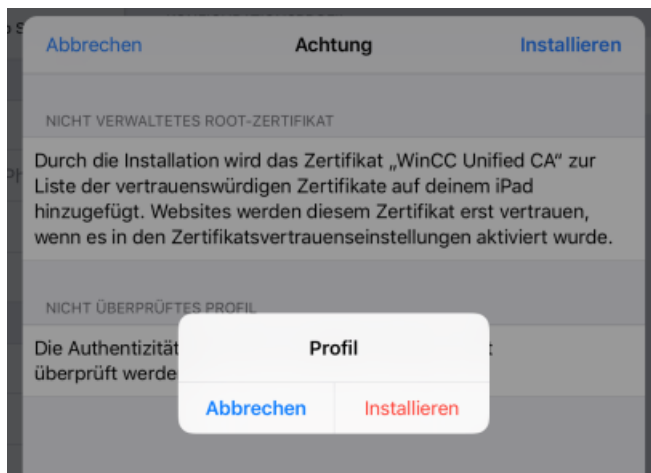 Abbrechen Achtung Installieren
NICHT VERWALTETES ROOT-ZERTIFIKAT
Durch die Installation wird das Zertifikat „WinCC Unified CA“ zur
Liste der vertrauenswürdigen Zertifikate auf deinem iPad
hinzugefügt. Websites werden diesem Zertifikat erst vertrauen,
wenn es in den Zertifikatsvertrauenseinstellungen aktiviert wurde.
NICHT ÜBERPRÜFTES PROFIL
Die Authentizität
überprüft werde
Profil
Abbrechen Installieren